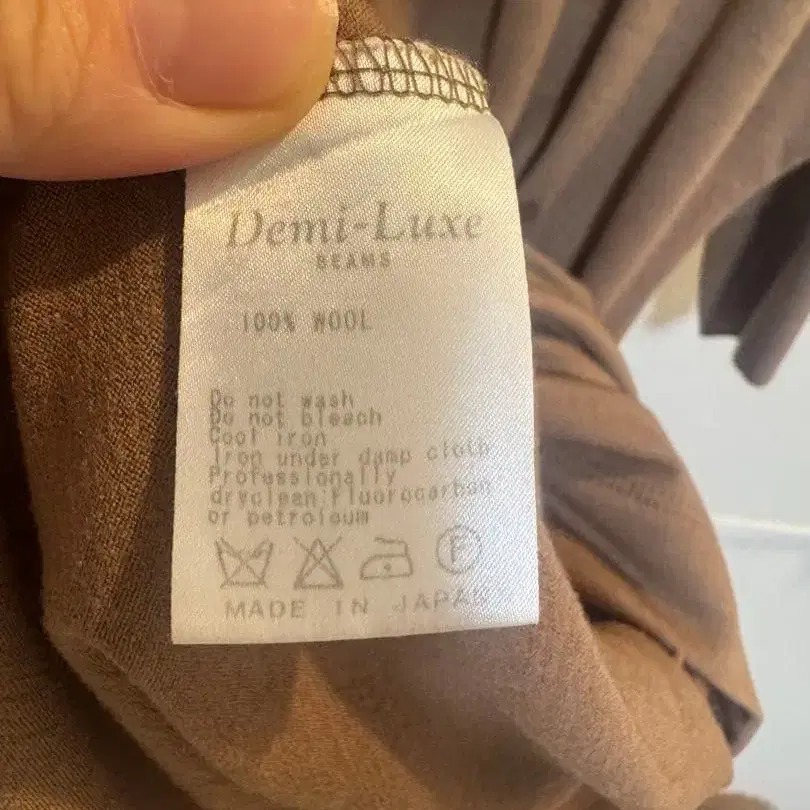 Demi-Luxe
BEAMS
100% WOOL
Do not wash
Do not bleach
Cool iron
Iron under damp cloth
Professionally
dryclean:Fluorocarbon
or petroloum
F
MADE IN JAPAN